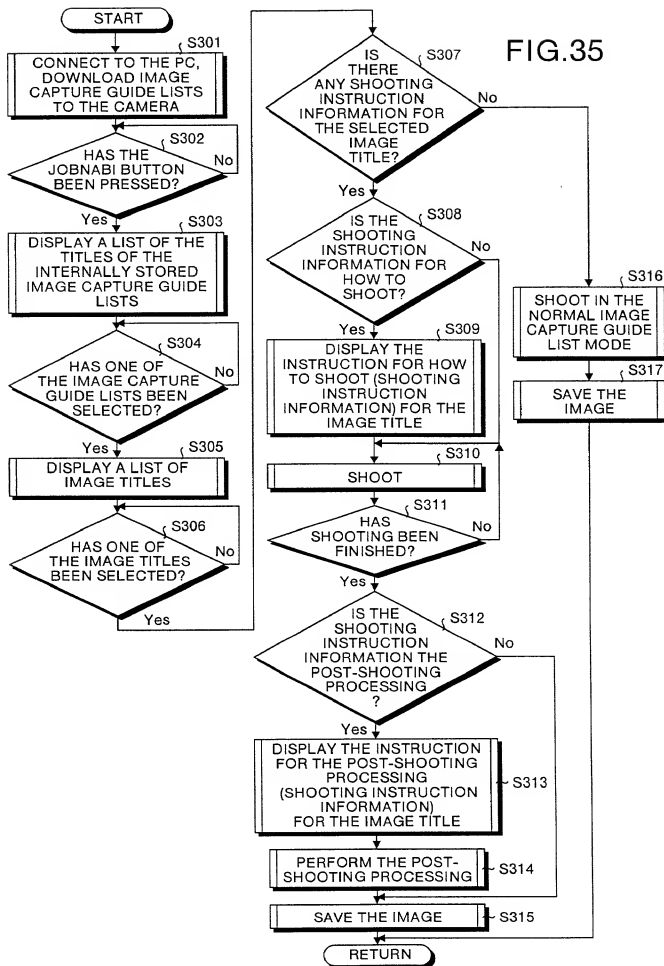 FIG.35
START
S301
CONNECT TO THE PC,
DOWNLOAD IMAGE
CAPTURE GUIDE LISTS
TO THE CAMERA
S302
HAS THE
JOBNABI BUTTON
BEEN PRESSED?
No
Yes
S303
DISPLAY A LIST OF THE
TITLES OF THE
INTERNALLY STORED
IMAGE CAPTURE GUIDE
LISTS
S304
HAS ONE OF
THE IMAGE CAPTURE
GUIDE LISTS BEEN
SELECTED?
No
Yes
S305
DISPLAY A LIST OF
IMAGE TITLES
S306
HAS ONE OF
THE IMAGE TITLES
BEEN SELECTED?
No
Yes
S307
IS
THERE
ANY SHOOTING
INSTRUCTION
INFORMATION FOR
THE SELECTED
IMAGE
TITLE?
No
Yes
S308
IS THE
SHOOTING
INSTRUCTION
INFORMATION FOR
HOW TO
SHOOT?
No
Yes
S309
DISPLAY THE
INSTRUCTION FOR HOW
TO SHOOT (SHOOTING
INSTRUCTION
INFORMATION) FOR THE
IMAGE TITLE
S310
SHOOT
S311
HAS
SHOOTING BEEN
FINISHED?
No
Yes
S312
IS THE
SHOOTING
INSTRUCTION
INFORMATION THE
POST-SHOOTING
PROCESSING
?
No
Yes
DISPLAY THE INSTRUCTION
FOR THE POST-SHOOTING
PROCESSING
(SHOOTING INSTRUCTION
INFORMATION)
FOR THE IMAGE TITLE
S313
PERFORM THE POST-
SHOOTING PROCESSING
S314
SAVE THE IMAGE
S315
RETURN
S316
SHOOT IN THE
NORMAL IMAGE
CAPTURE GUIDE
LIST MODE
S317
SAVE THE
IMAGE